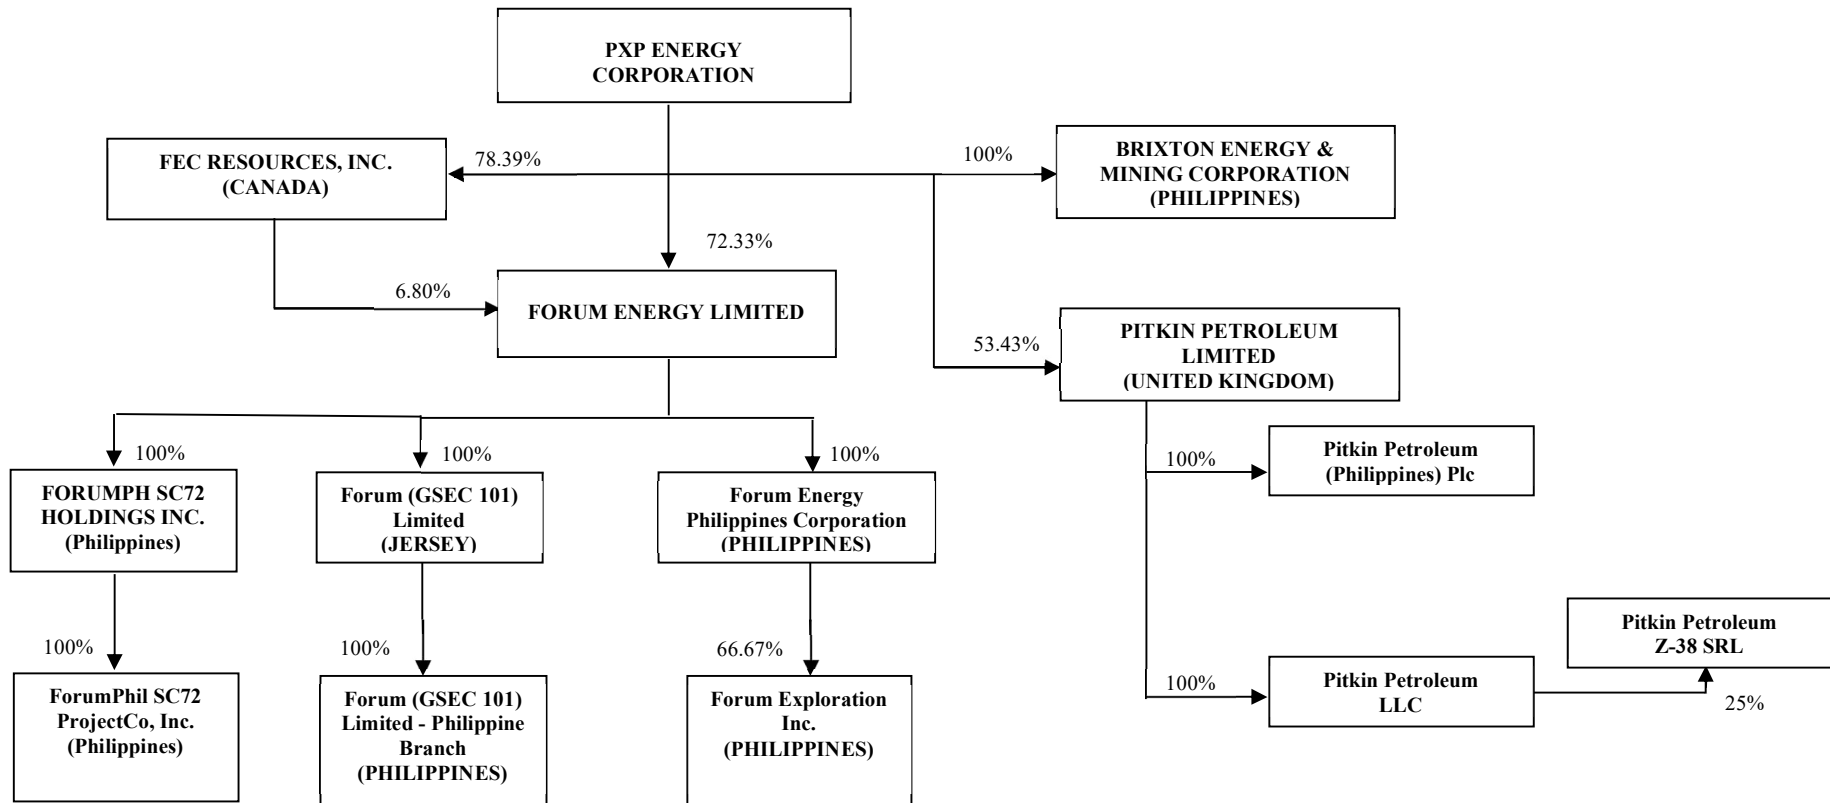 PXP ENERGY
CORPORATION
FEC RESOURCES, INC.
(CANADA)
78.39%
100%
BRIXTON ENERGY &
MINING CORPORATION
(PHILIPPINES)
72.33%
6.80%
FORUM ENERGY LIMITED
53.43%
PITKIN PETROLEUM
LIMITED
(UNITED KINGDOM)
100%
100%
100%
FORUMPH SC72
HOLDINGS INC.
(Philippines)
Forum (GSEC 101)
Limited
(JERSEY)
Forum Energy
Philippines Corporation
(PHILIPPINES)
100%
Pitkin Petroleum
(Philippines) Plc
100%
100%
66.67%
ForumPhil SC72
ProjectCo, Inc.
(Philippines)
Forum (GSEC 101)
Limited - Philippine
Branch
(PHILIPPINES)
Forum Exploration
Inc.
(PHILIPPINES)
100%
Pitkin Petroleum
LLC
Pitkin Petroleum
Z-38 SRL
25%